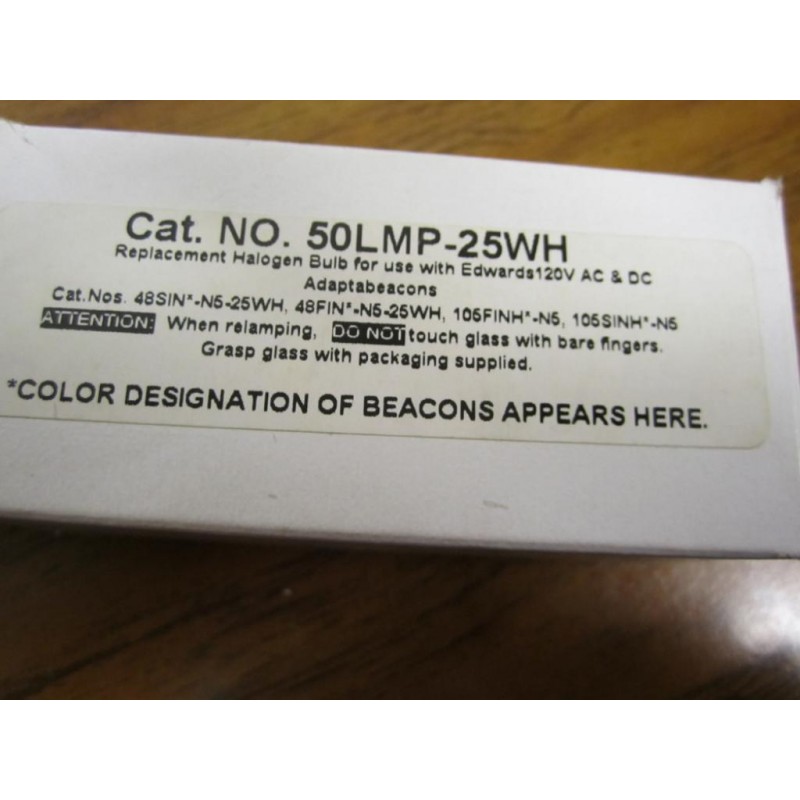 Cat. NO. 50LMP-25WH
Replacement Halogen Bulb for use with Edwards120V AC & DC
Adaptabeacons
Cat.Nos. 48SIN*-N5-25WH, 48FIN*-N5-25WH, 105FINH*-N5, 105SINH*-N5
ATTENTION: When relamping, DO NOT touch glass with bare fingers.
Grasp glass with packaging supplied.
*COLOR DESIGNATION OF BEACONS APPEARS HERE.